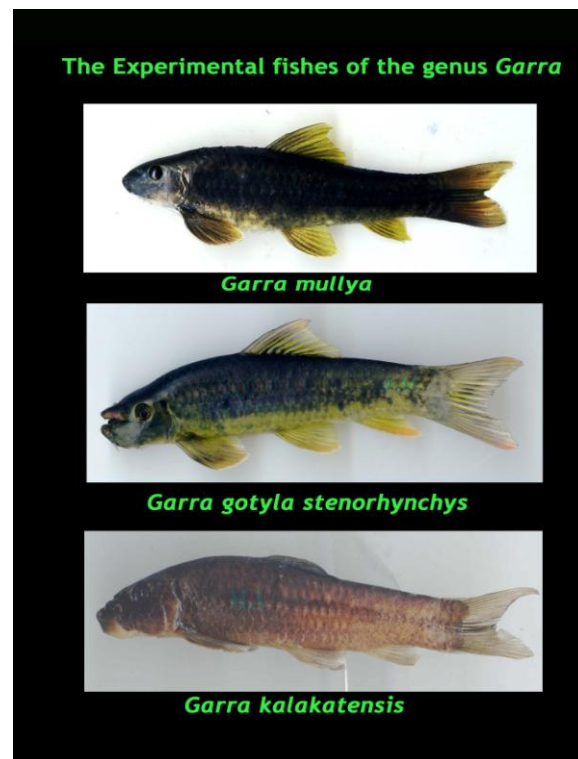 The Experimental fishes of the genus Garra
Garra mullya
Garra gotyla stenorhynchys
Garra kalakatensis